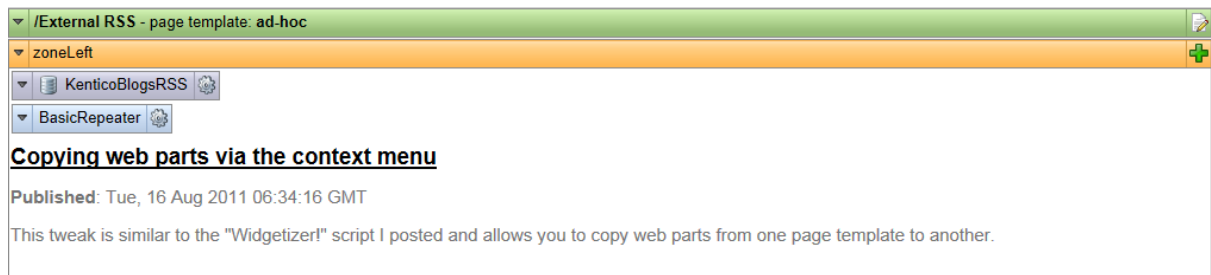 /External RSS - page template: ad-hoc
zoneLeft
KenticoBlogsRSS
BasicRepeater
Copying web parts via the context menu
Published: Tue, 16 Aug 2011 06:34:16 GMT
This tweak is similar to the "Widgetizer!" script I posted and allows you to copy web parts from one page template to another.